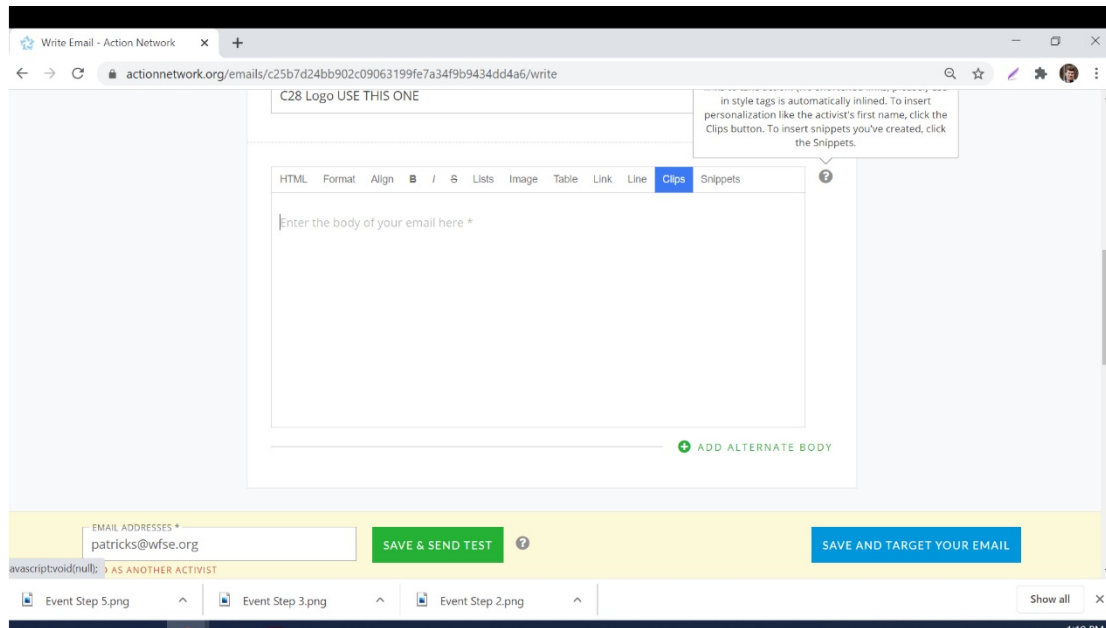 Write Email - Action Network
actionnetwork.org/emails/c25b7d24bb902c09063199fe7a34f9b9434dd4a6/write
C28 Logo USE THIS ONE
in style tags is automatically inlined. To insert
personalization like the activist's first name, click the
Clips button. To insert snippets you've created, click
the Snippets.
HTML Format Align B I S Lists Image Table Link Line Clips Snippets
Enter the body of your email here *
ADD ALTERNATE BODY
EMAIL ADDRESSES *
patricks@wfse.org
SAVE & SEND TEST
SAVE AND TARGET YOUR EMAIL
avascript:void(null);
AS ANOTHER ACTIVIST
Event Step 5.png
Event Step 3.png
Event Step 2.png
Show all